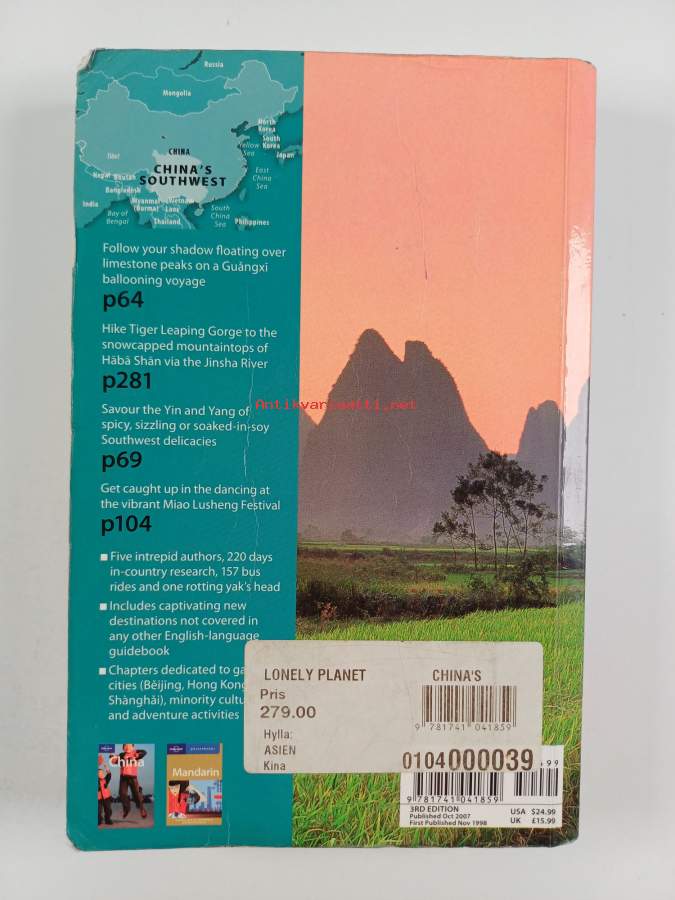 Russia
Mongolia
North
Korea
South
Korea
Japan
Yellow
Sea
CHINA
CHINA'S
SOUTHWEST
Tibet
Nepal Bhutan
Bangladesh
East
China
Sea
India
Myanmar
(Burma)
Vietnam
Laos
Thailand
Bay of
Bengal
South
China
Sea
Philippines
Follow your shadow floating over
limestone peaks on a Guǎngxī
ballooning voyage
p64
Hike Tiger Leaping Gorge to the
snowcapped mountaintops of
Hābā Shān via the Jinsha River
p281
Savour the Yin and Yang of
spicy, sizzling or soaked-in-soy
Southwest delicacies
p69
Get caught up in the dancing at
the vibrant Miao Lusheng Festival
p104
Five intrepid authors, 220 days
in-country research, 157 bus
rides and one rotting yak's head
Includes captivating new
destinations not covered in
any other English-language
guidebook
Chapters dedicated to ga
cities (Běijīng, Hong Kong
Shànghǎi), minority cultu
and adventure activities
China
Mandarin
Antikvariaatti.net
LONELY PLANET
CHINA'S
Pris
279.00
9 781741 041859
Hylla:
ASIEN
Kina
0104000039
499
9 781741 041859
3RD EDITION
Published Oct 2007
First Published Nov 1998
USA $24.99
UK £15.99